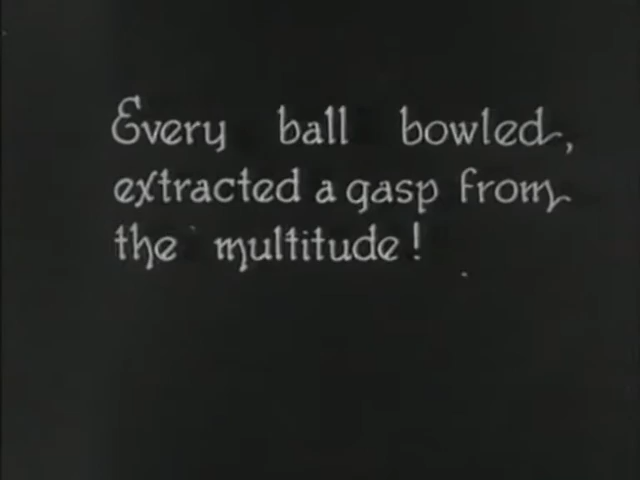 Every ball bowled,
extracted a gasp from
the multitude!